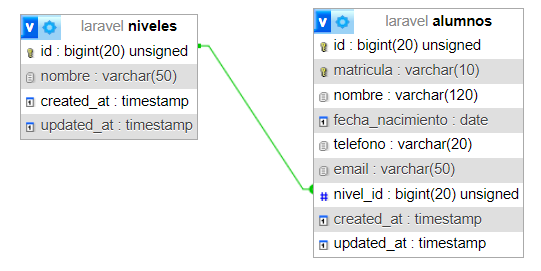 v laravel niveles
id : bigint(20) unsigned
nombre : varchar(50)
created_at : timestamp
updated_at : timestamp
v laravel alumnos
id : bigint(20) unsigned
matricula : varchar(10)
nombre : varchar(120)
fecha_nacimiento : date
telefono : varchar(20)
email : varchar(50)
# nivel_id : bigint(20) unsigned
created_at : timestamp
updated_at : timestamp